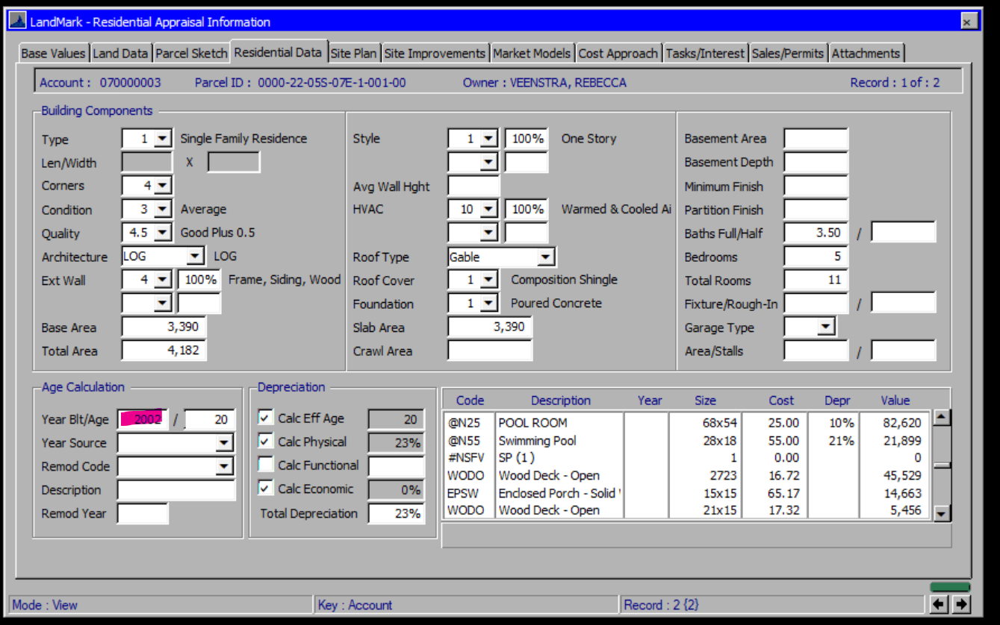 LandMark - Residential Appraisal Information
Base Values Land Data Parcel Sketch Residential Data Site Plan Site Improvements Market Models Cost Approach Tasks/Interest Sales/Permits Attachments
Account : 070000003 Parcel ID : 0000-22-05S-07E-1-001-00 Owner : VEENSTRA, REBECCA Record : 1 of : 2
Building Components
Type 1 Single Family Residence
Len/Width X
Corners 4
Condition 3 Average
Quality 4.5 Good Plus 0.5
Architecture LOG LOG
Ext Wall 4 100% Frame, Siding, Wood
Base Area 3,390
Total Area 4,182
Style 1 100% One Story
Avg Wall Hght
HVAC 10 100% Warmed & Cooled Ai
Roof Type Gable
Roof Cover 1 Composition Shingle
Foundation 1 Poured Concrete
Slab Area 3,390
Crawl Area
Basement Area
Basement Depth
Minimum Finish
Partition Finish
Baths Full/Half 3.50 /
Bedrooms 5
Total Rooms 11
Fixture/Rough-In /
Garage Type
Area/Stalls /
Age Calculation
Year Blt/Age 2002 / 20
Year Source
Remod Code
Description
Remod Year
Depreciation
Calc Eff Age 20
Calc Physical 23%
Calc Functional
Calc Economic 0%
Total Depreciation 23%
Code Description Year Size Cost Depr Value
@N25 POOL ROOM 68x54 25.00 10% 82,620
@N55 Swimming Pool 28x18 55.00 21% 21,899
#NSFV SP (1) 1 0.00 0
WODO Wood Deck - Open 2723 16.72 45,529
EPSW Enclosed Porch - Solid 15x15 65.17 14,663
WODO Wood Deck - Open 21x15 17.32 5,456
Mode : View Key : Account Record : 2 {2}